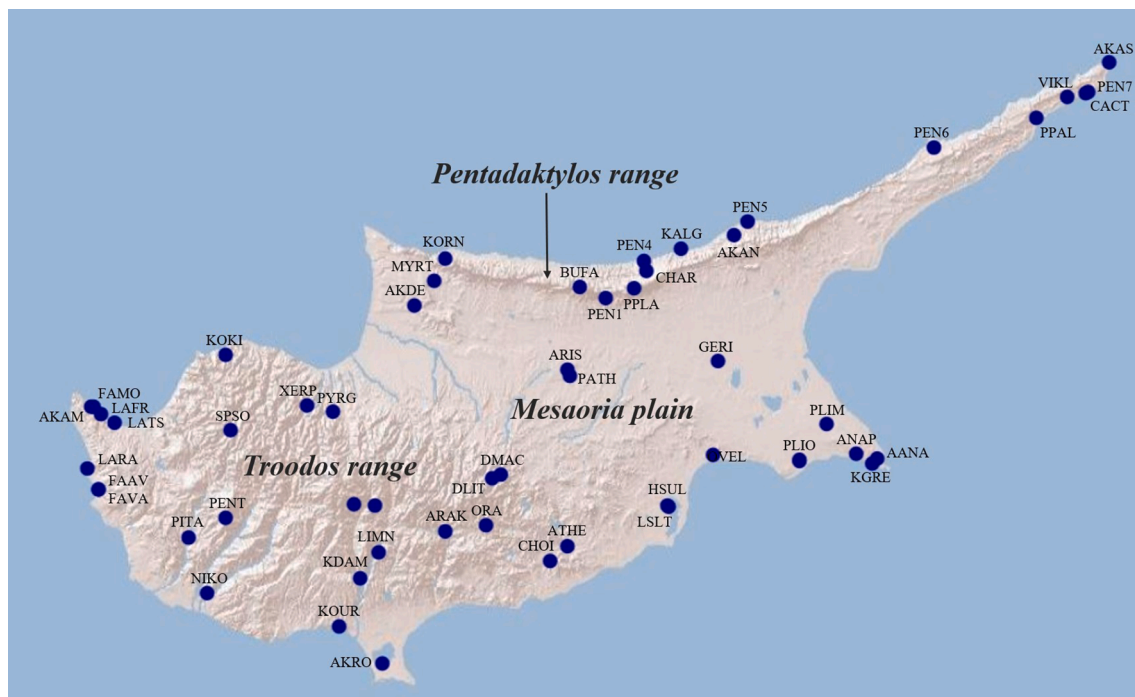 AKAS
VIKL
PEN7
CACT
PPAL
PEN6
Pentadaktylos range
PEN5
KORN
PEN4
KALG
AKAN
MYRT
BUFA
CHAR
AKDE
PEN1
PPLA
KOKI
ARIS
GERI
PATH
FAMO
XERP
PYRG
AKAM
LAFR
LATS
SPSO
Mesaoria plain
PLIM
LARA
Troodos range
DMAC
VEL
PLIO
ANAP
AANA
KGRE
FAAV
FAVA
DLIT
HSUL
LSLT
PENT
PITA
ARAK
ORA
ATHE
LIMN
CHOI
KDAM
NIKO
KOUR
AKRO